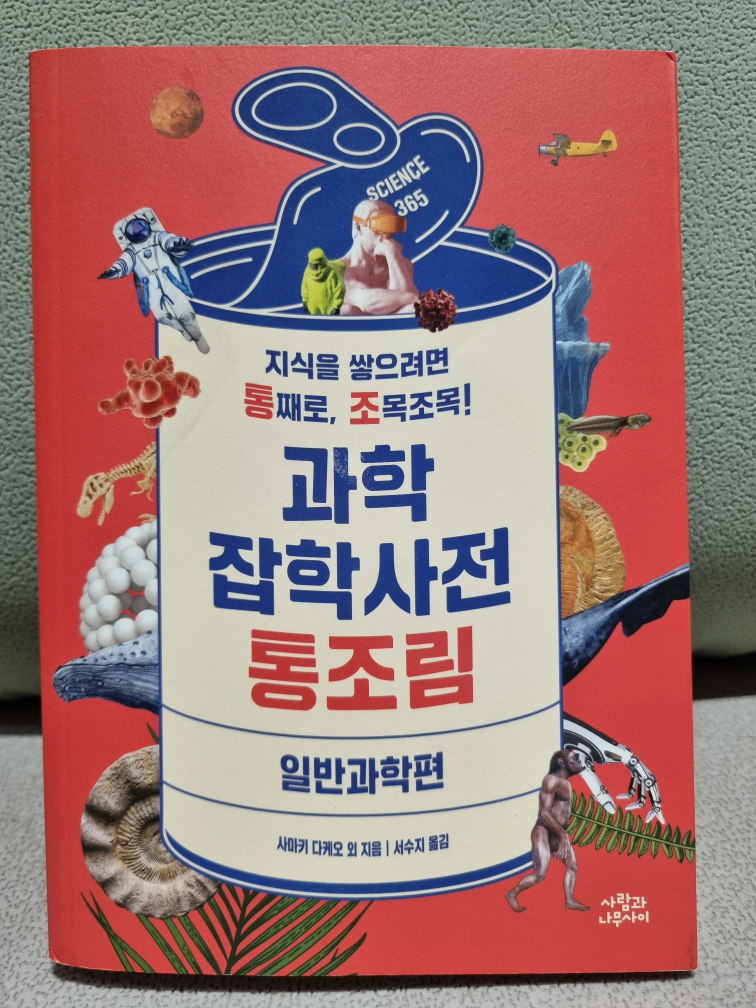 SCIENCE
365
지식을 쌓으려면
통째로, 조목조목!
과학
잡학사전
통조림
일반과학편
사마키 다케오 외 지음 | 서수지 옮김
사람과
나무사이